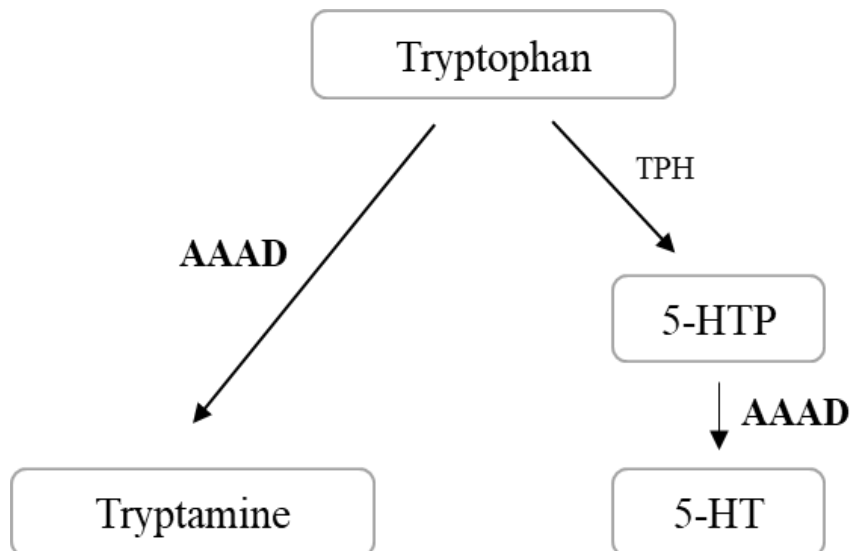 Tryptophan
TPH
AAAD
5-HTP
AAAD
Tryptamine
5-HT